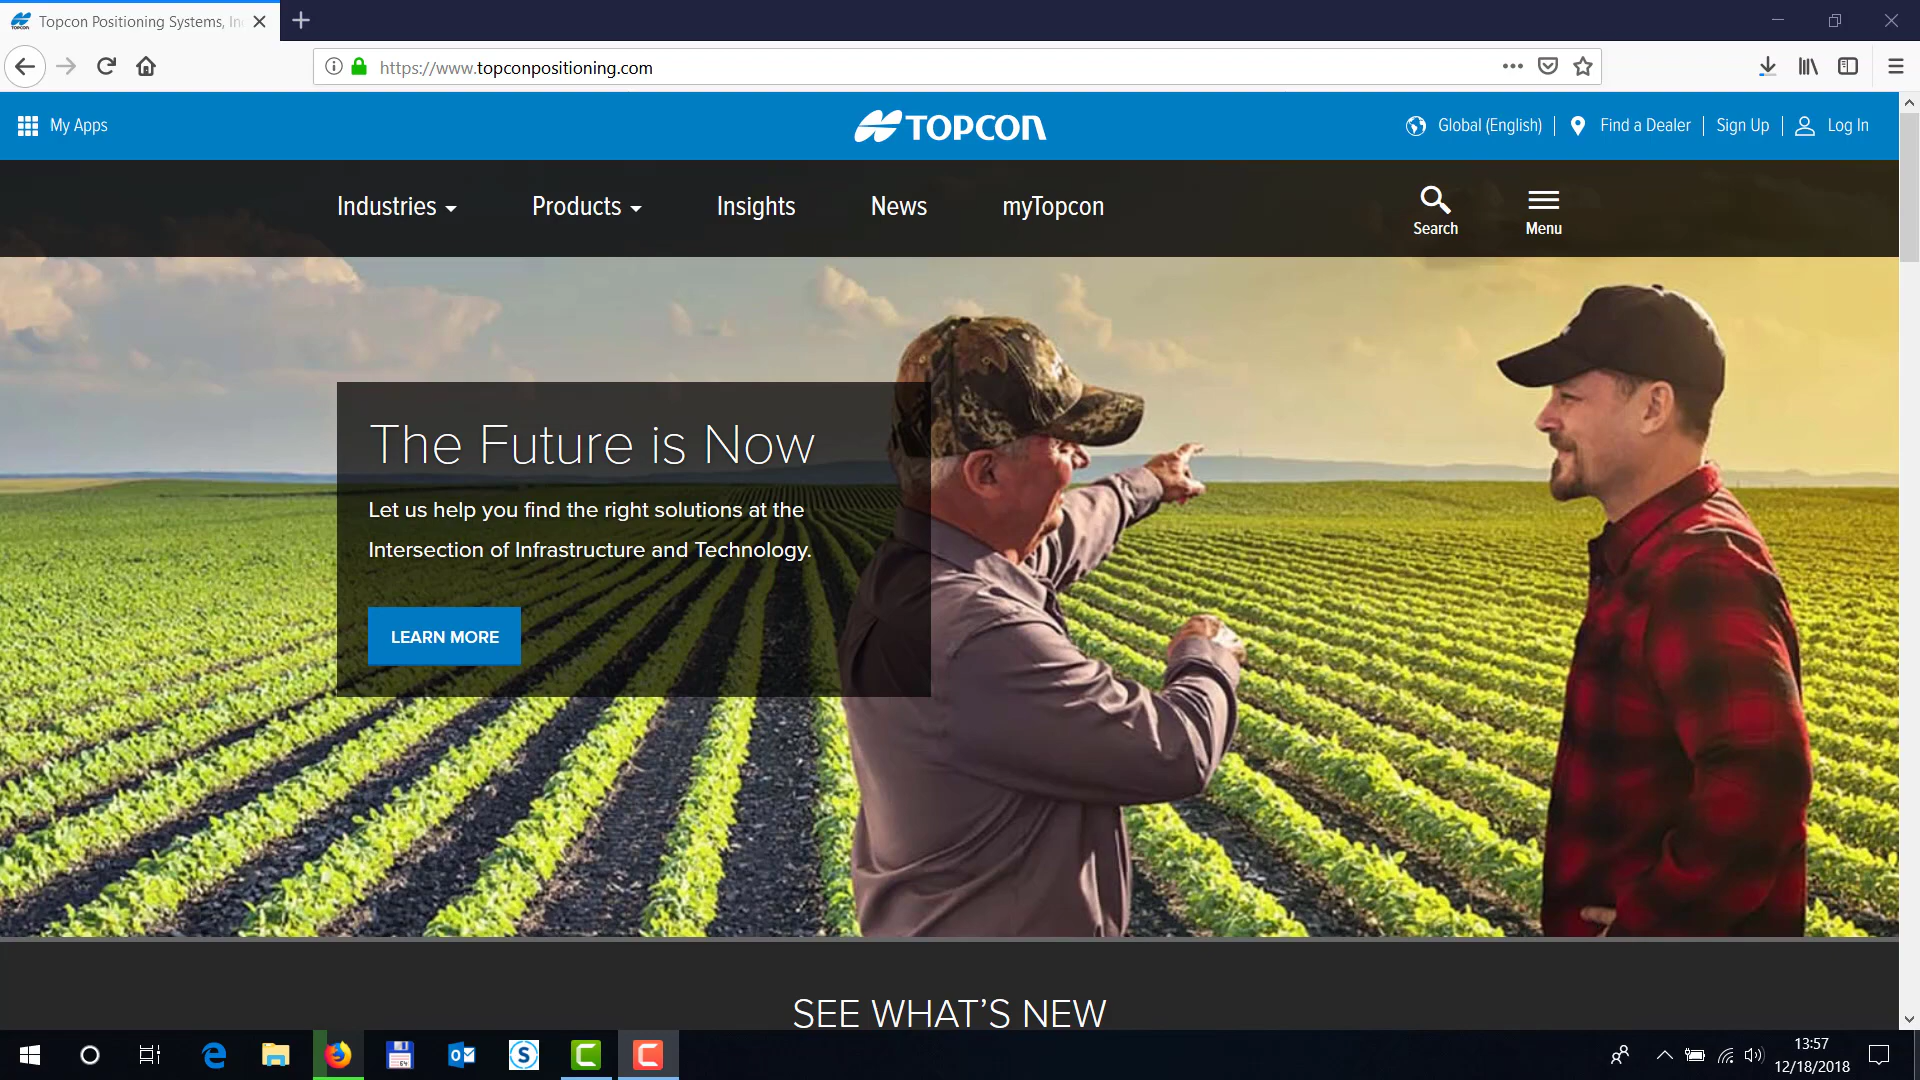 Topcon Positioning Systems, In
https://www.topconpositioning.com
My Apps
TOPCON
Global (English)
Find a Dealer
Sign Up
Log In
Industries
Products
Insights
News
myTopcon
Search
Menu
The Future is Now
Let us help you find the right solutions at the
Intersection of Infrastructure and Technology.
LEARN MORE
SEE WHAT'S NEW
13:57
12/18/2018